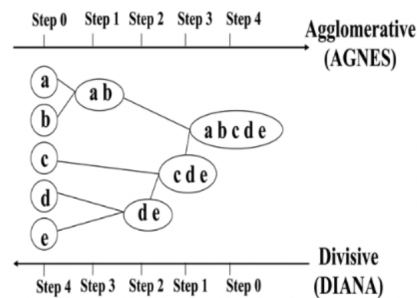 Step 0 Step 1 Step 2 Step 3 Step 4
Agglomerative
(AGNES)
a
a b
b
a b c d e
c
c d e
d
d e
e
Divisive
(DIANA)
Step 4 Step 3 Step 2 Step 1 Step 0